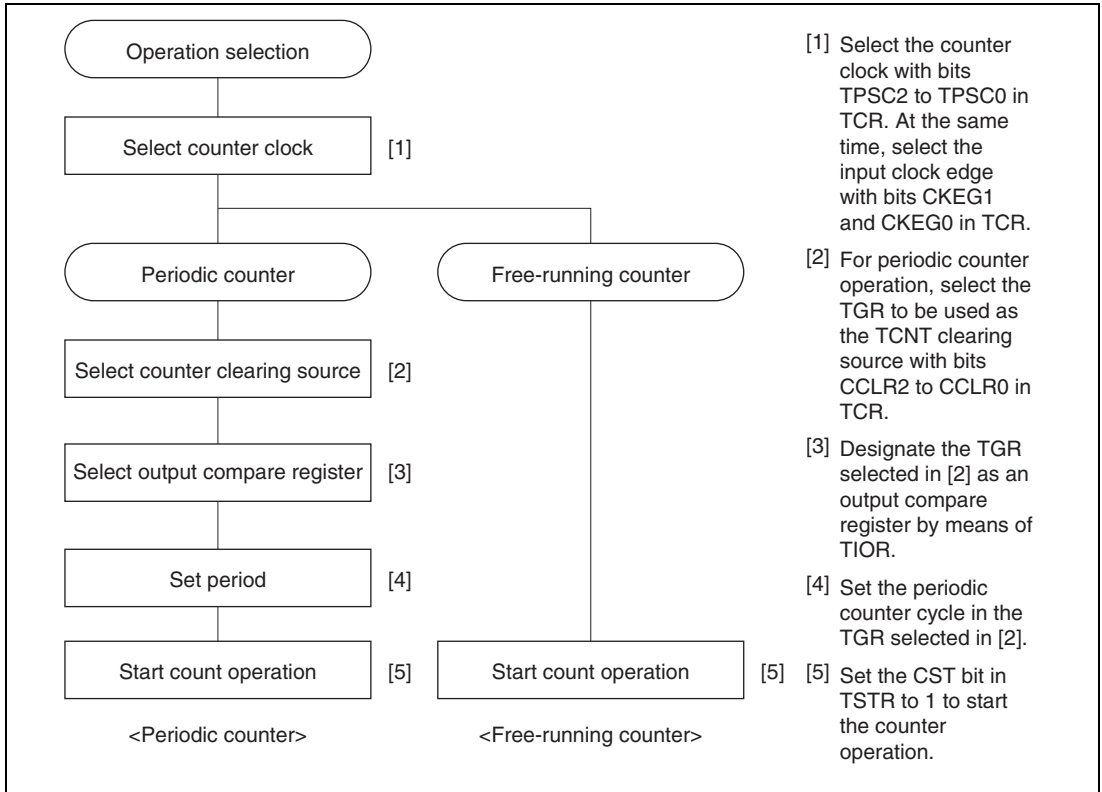 Operation selection
Select counter clock [1]
Periodic counter
Free-running counter
Select counter clearing source [2]
Select output compare register [3]
Set period [4]
Start count operation [5]
Start count operation [5]
<Periodic counter>
<Free-running counter>
[1] Select the counter
clock with bits
TPSC2 to TPSC0 in
TCR. At the same
time, select the
input clock edge
with bits CKEG1
and CKEG0 in TCR.
[2] For periodic counter
operation, select the
TGR to be used as
the TCNT clearing
source with bits
CCLR2 to CCLR0 in
TCR.
[3] Designate the TGR
selected in [2] as an
output compare
register by means of
TIOR.
[4] Set the periodic
counter cycle in the
TGR selected in [2].
[5] Set the CST bit in
TSTR to 1 to start
the counter
operation.